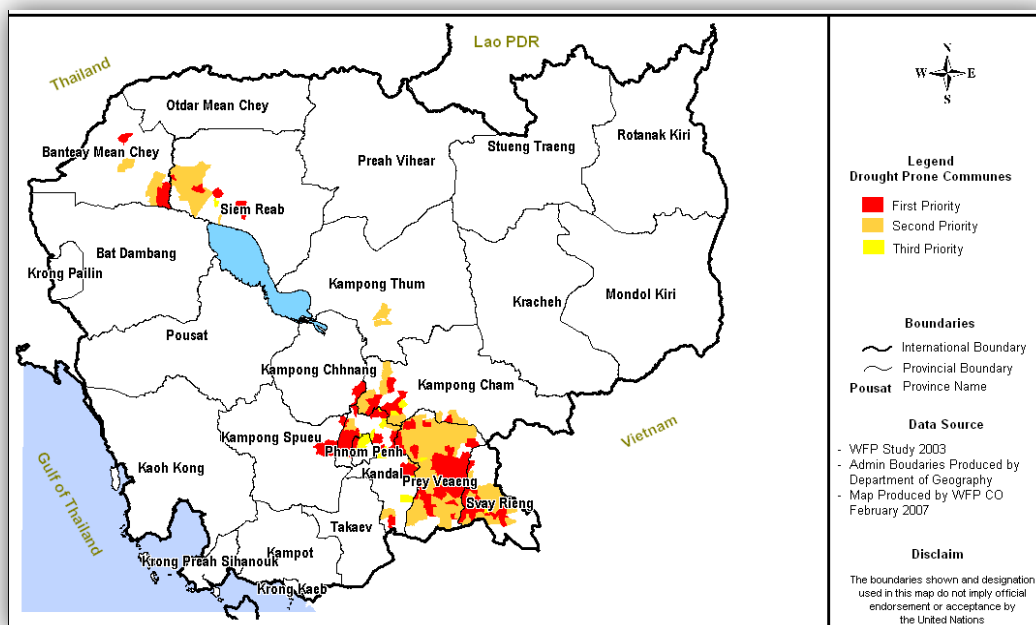 Lao PDR
Thailand
Otdar Mean Chey
Rotanak Kiri
Stueng Traeng
Banteay Mean Chey
Preah Vihear
Siem Reab
Bat Dambang
Krong Pailin
Kampong Thum
Mondol Kiri
Kracheh
Pousat
Kampong Chhnang
Kampong Cham
Vietnam
Kampong Spueu
Phnom Penh
Kaoh Kong
Kandal
Prey Veaeng
Svay Rieng
Gulf of Thailand
Takaev
Kampot
Krong Preah Sihanouk
Krong Kaeb
N
W E
S
Legend
Drought Prone Communes
First Priority
Second Priority
Third Priority
Boundaries
International Boundary
Provincial Boundary
Pousat Province Name
Data Source
- WFP Study 2003
- Admin Boudaries Produced by
Department of Geography
- Map Produced by WFP CO
February 2007
Disclaim
The boundaries shown and designation
used in this map do not imply official
endorsement or acceptance by
the United Nations